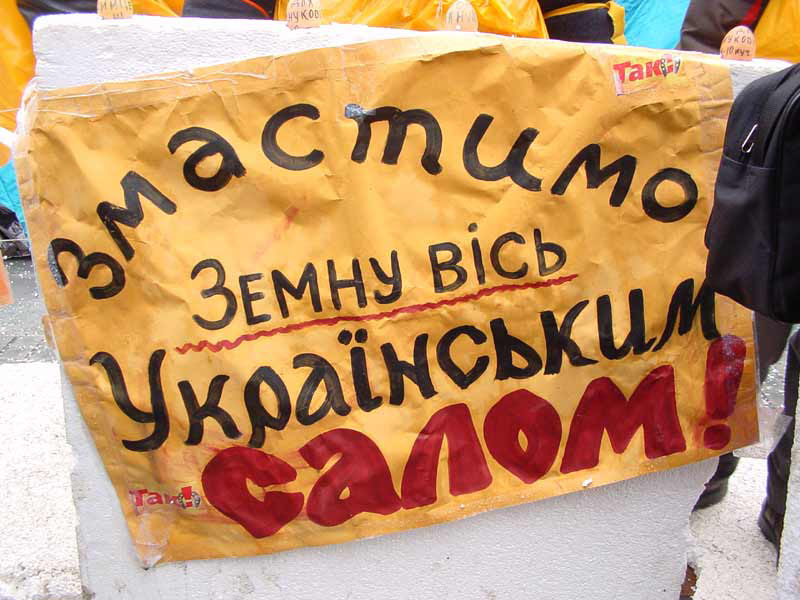 Так!
Змастимо
Земну вісь
Українським
салом!
Так!